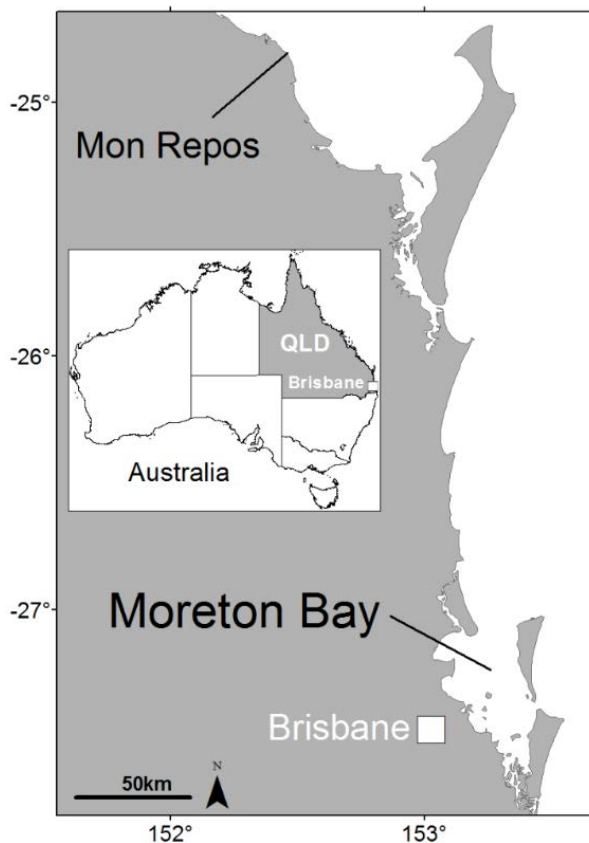 -25°
Mon Repos
-26°
QLD
Brisbane
Australia
-27°
Moreton Bay
Brisbane
50km
N
152°
153°